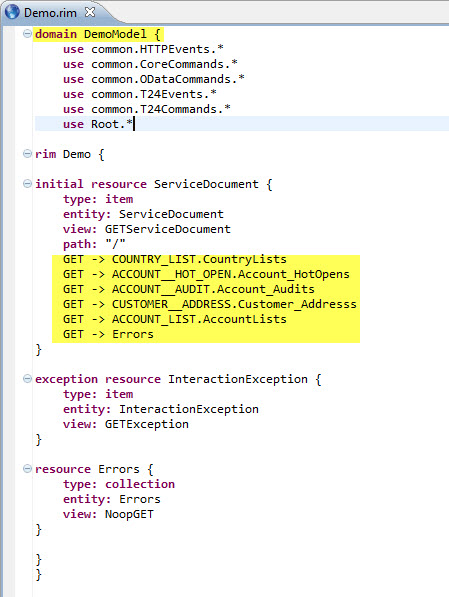 Demo.rim
domain DemoModel {
use common.HTTPEvents.*
use common.CoreCommands.*
use common.ODataCommands.*
use common.T24Events.*
use common.T24Commands.*
use Root.*
rim Demo {
initial resource ServiceDocument {
type: item
entity: ServiceDocument
view: GETServiceDocument
path: "/"
GET -> COUNTRY_LIST.CountryLists
GET -> ACCOUNT__HOT_OPEN.Account_HotOpens
GET -> ACCOUNT__AUDIT.Account_Audits
GET -> CUSTOMER__ADDRESS.Customer_Addresss
GET -> ACCOUNT_LIST.AccountLists
GET -> Errors
}
exception resource InteractionException {
type: item
entity: InteractionException
view: GETException
}
resource Errors {
type: collection
entity: Errors
view: NoopGET
}
}
}